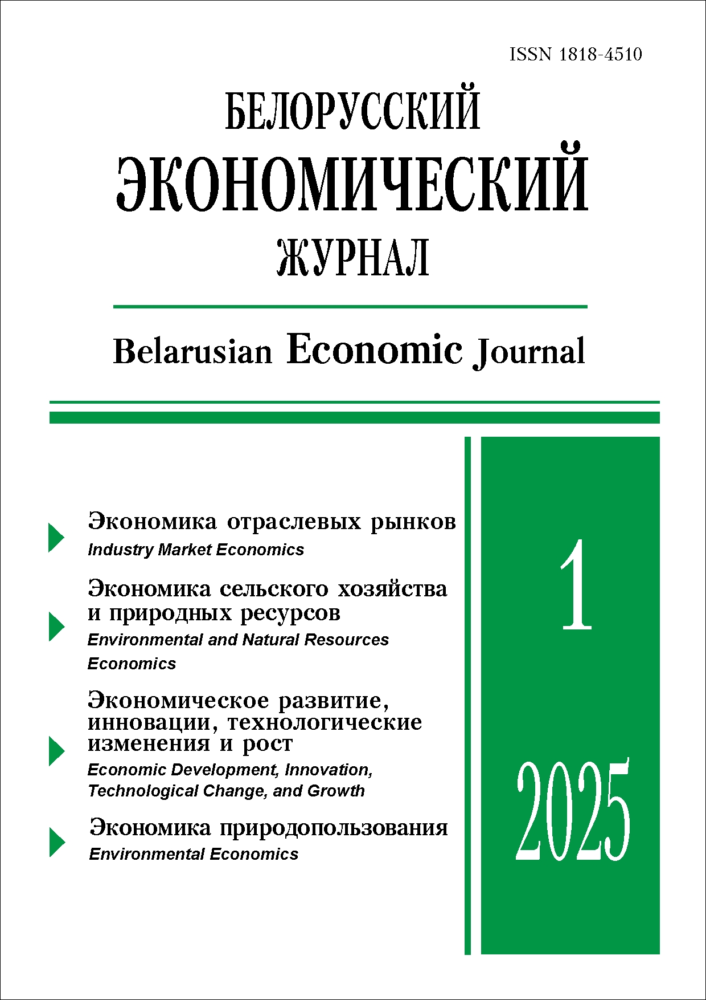 ISSN 1818-4510
БЕЛОРУССКИЙ
ЭКОНОМИЧЕСКИЙ
ЖУРНАЛ
Belarusian Economic Journal
Экономика отраслевых рынков
Industry Market Economics
Экономика сельского хозяйства
и природных ресурсов
Environmental and Natural Resources
Economics
Экономическое развитие,
инновации, технологические
изменения и рост
Economic Development, Innovation,
Technological Change, and Growth
Экономика природопользования
Environmental Economics
1
2025